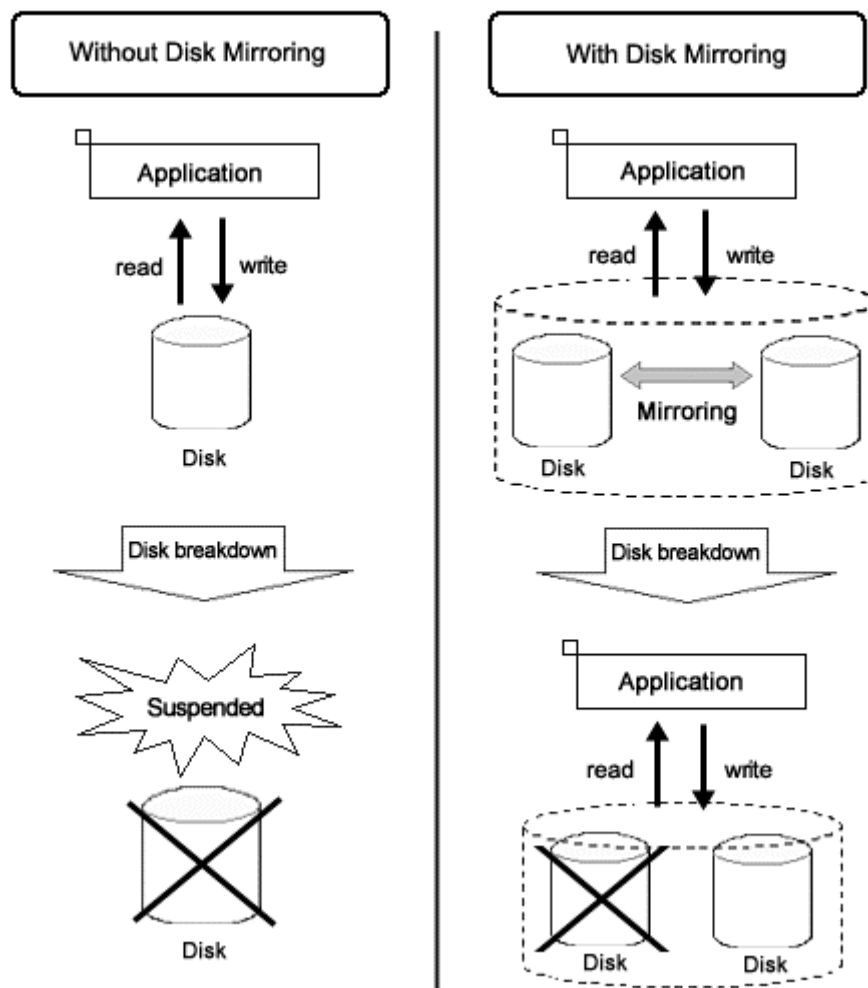 Without Disk Mirroring
Application
read
write
Disk
Disk breakdown
Suspended
Disk
With Disk Mirroring
Application
read
write
Mirroring
Disk
Disk
Disk breakdown
Application
read
write
Disk
Disk